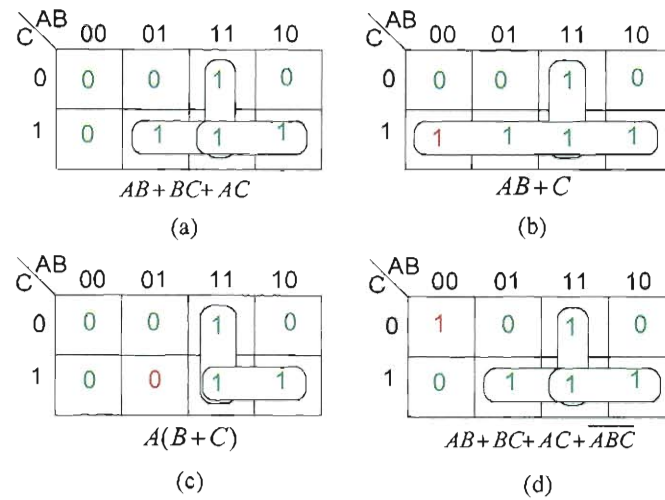 AB AB
C 00 01 11 10 C 00 01 11 10
0 0 0 1 0 0 0 0 1 0
1 0 1 1 1 1 1 1 1 1
AB + BC + AC AB + C
(a) (b)
AB AB
C 00 01 11 10 C 00 01 11 10
0 0 0 1 0 0 1 0 1 0
1 0 0 1 1 1 0 1 1 1
A(B + C) AB + BC + AC + \overline{ABC}
(c) (d)